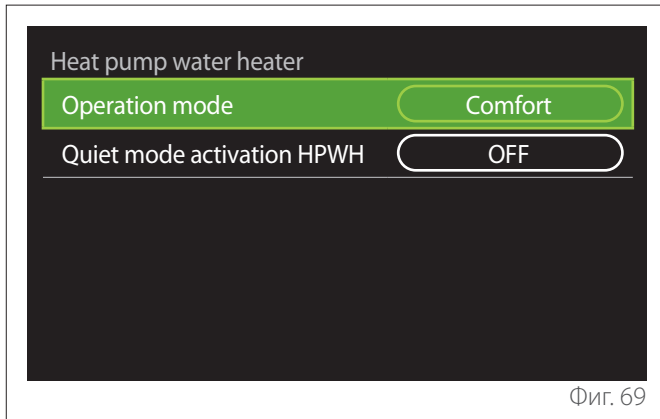 Heat pump water heater
Operation mode Comfort
Quiet mode activation HPWH OFF
Фиг. 69